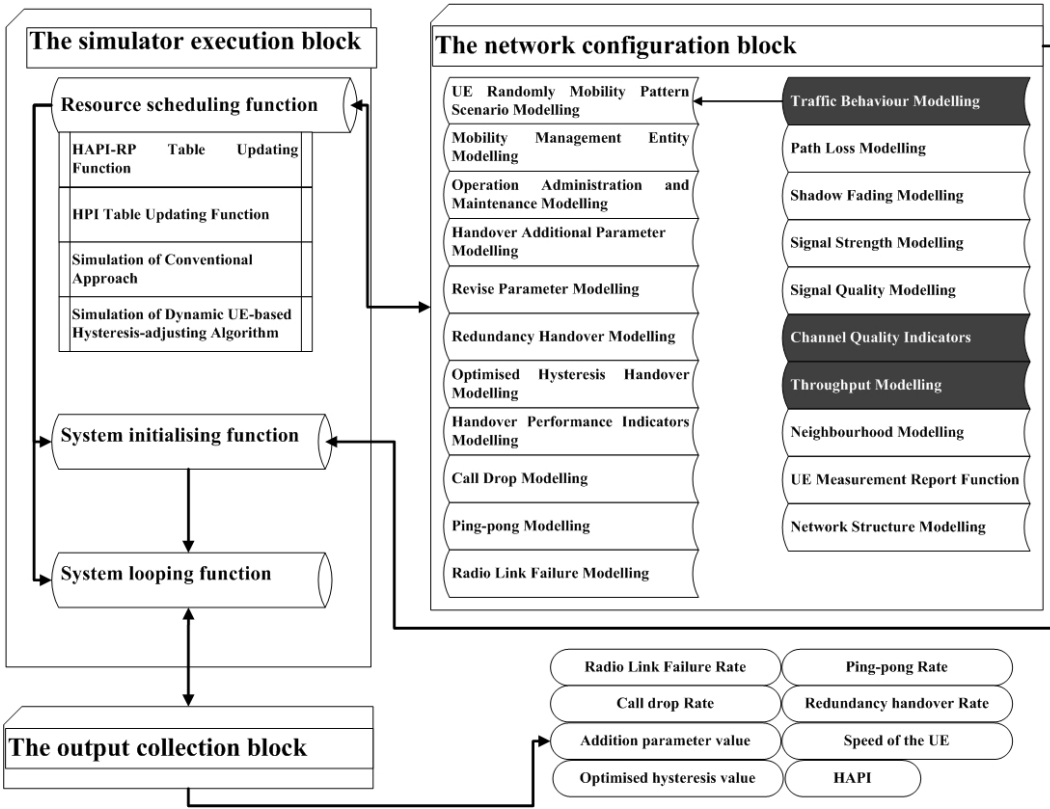 The simulator execution block
Resource scheduling function
HAPI-RP Table Updating
Function
HPI Table Updating Function
Simulation of Conventional
Approach
Simulation of Dynamic UE-based
Hysteresis-adjusting Algorithm
System initialising function
System looping function
The output collection block
The network configuration block
UE Randomly Mobility Pattern
Scenario Modelling
Mobility Management Entity
Modelling
Operation Administration and
Maintenance Modelling
Handover Additional Parameter
Modelling
Revise Parameter Modelling
Redundancy Handover Modelling
Optimised Hysteresis Handover
Modelling
Handover Performance Indicators
Modelling
Call Drop Modelling
Ping-pong Modelling
Radio Link Failure Modelling
Traffic Behaviour Modelling
Path Loss Modelling
Shadow Fading Modelling
Signal Strength Modelling
Signal Quality Modelling
Channel Quality Indicators
Throughput Modelling
Neighbourhood Modelling
UE Measurement Report Function
Network Structure Modelling
Radio Link Failure Rate
Ping-pong Rate
Call drop Rate
Redundancy handover Rate
Addition parameter value
Speed of the UE
Optimised hysteresis value
HAPI